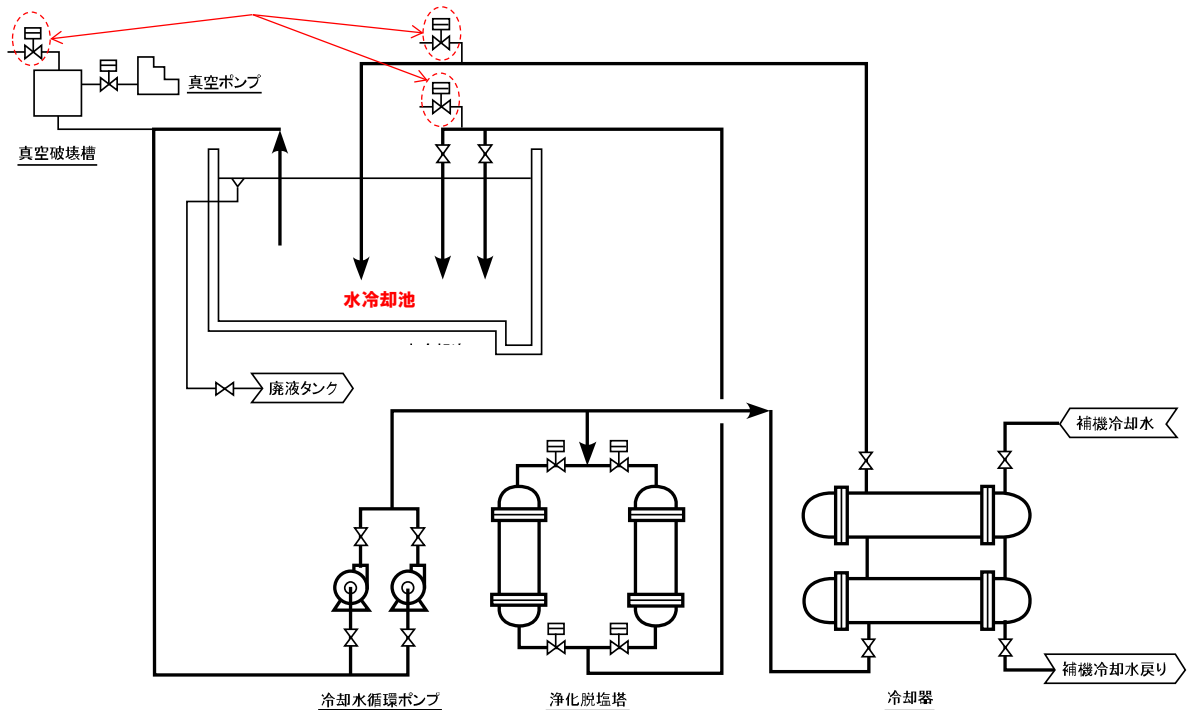 真空ポンプ
真空破壊槽
水冷却池
廃液タンク
補機冷却水
補機冷却水戻り
冷却水循環ポンプ
浄化脱塩塔
冷却器